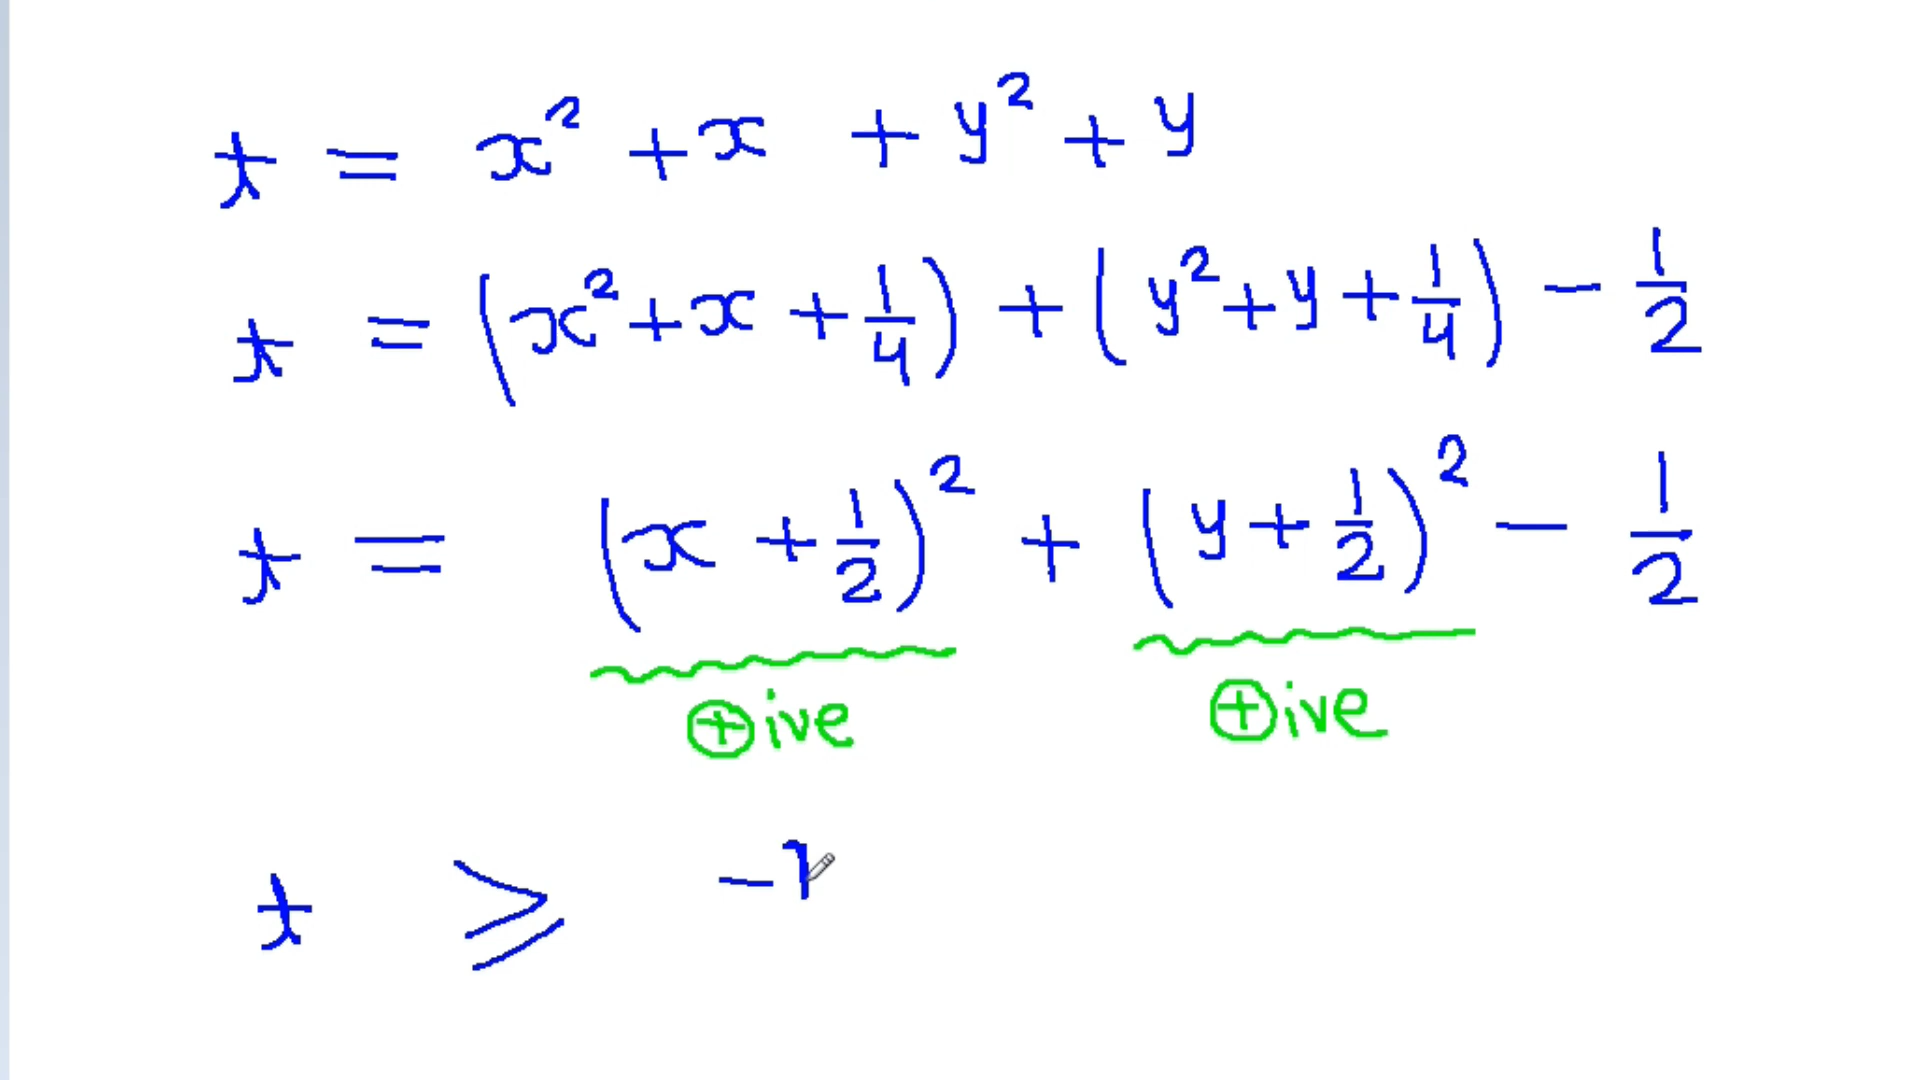 t = x² + x + y² + y
t = (x² + x + 1/4) + (y² + y + 1/4) - 1/2
t = (x + 1/2)² + (y + 1/2)² - 1/2
⊕ive ⊕ive
t ≥ -1